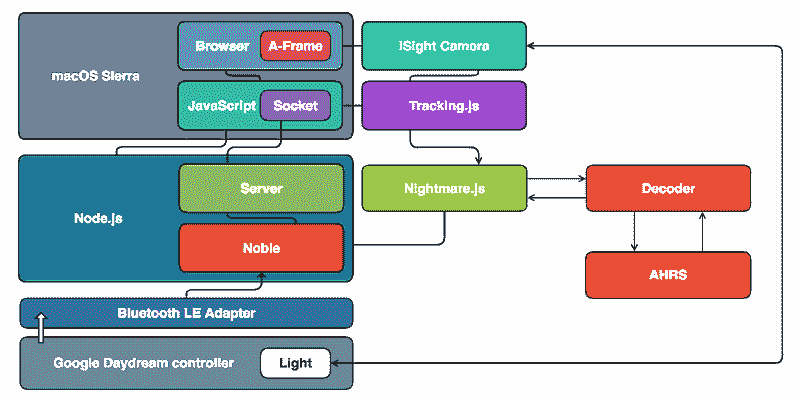 Browser A-Frame
iSight Camera
macOS Sierra
JavaScript Socket
Tracking.js
Server
Nightmare.js
Decoder
Node.js
Noble
AHRS
Bluetooth LE Adapter
Google Daydream controller Light